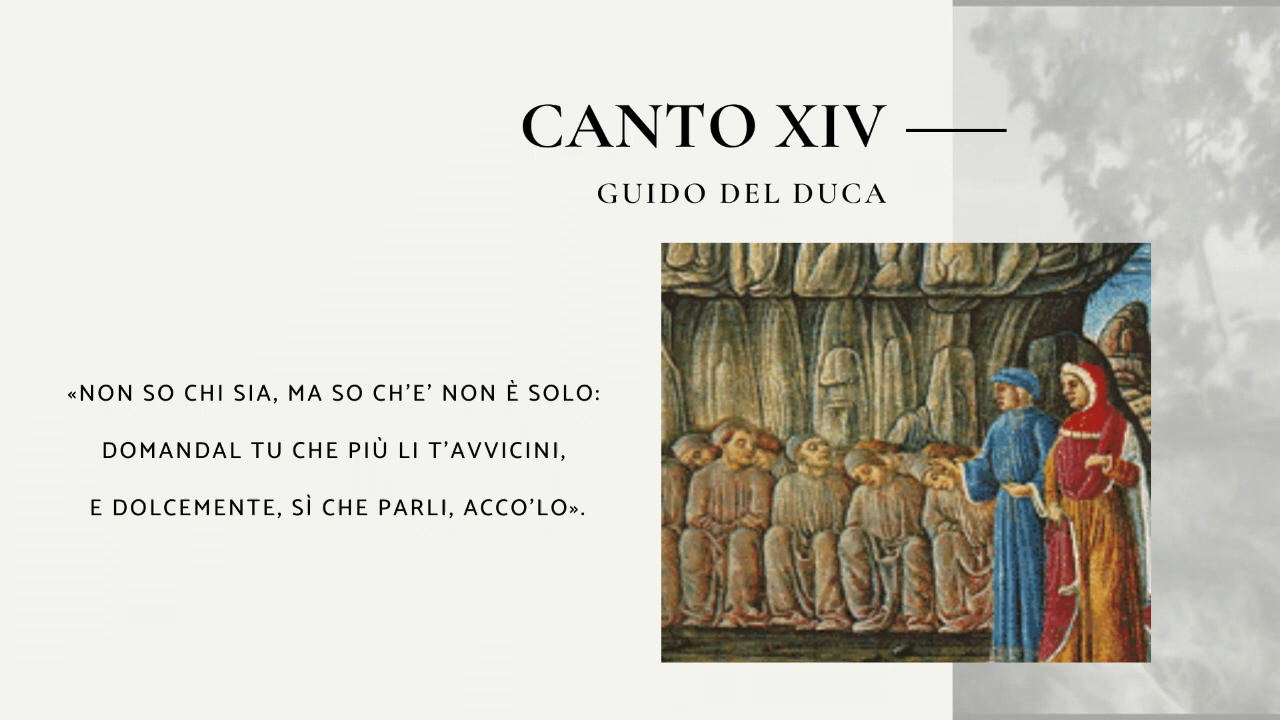 CANTO XIV
GUIDO DEL DUCA
«NON SO CHI SIA, MA SO CH'E' NON È SOLO:
DOMANDAL TU CHE PIÙ LI T'AVVICINI,
E DOLCEMENTE, SÌ CHE PARLI, ACCO'LO».